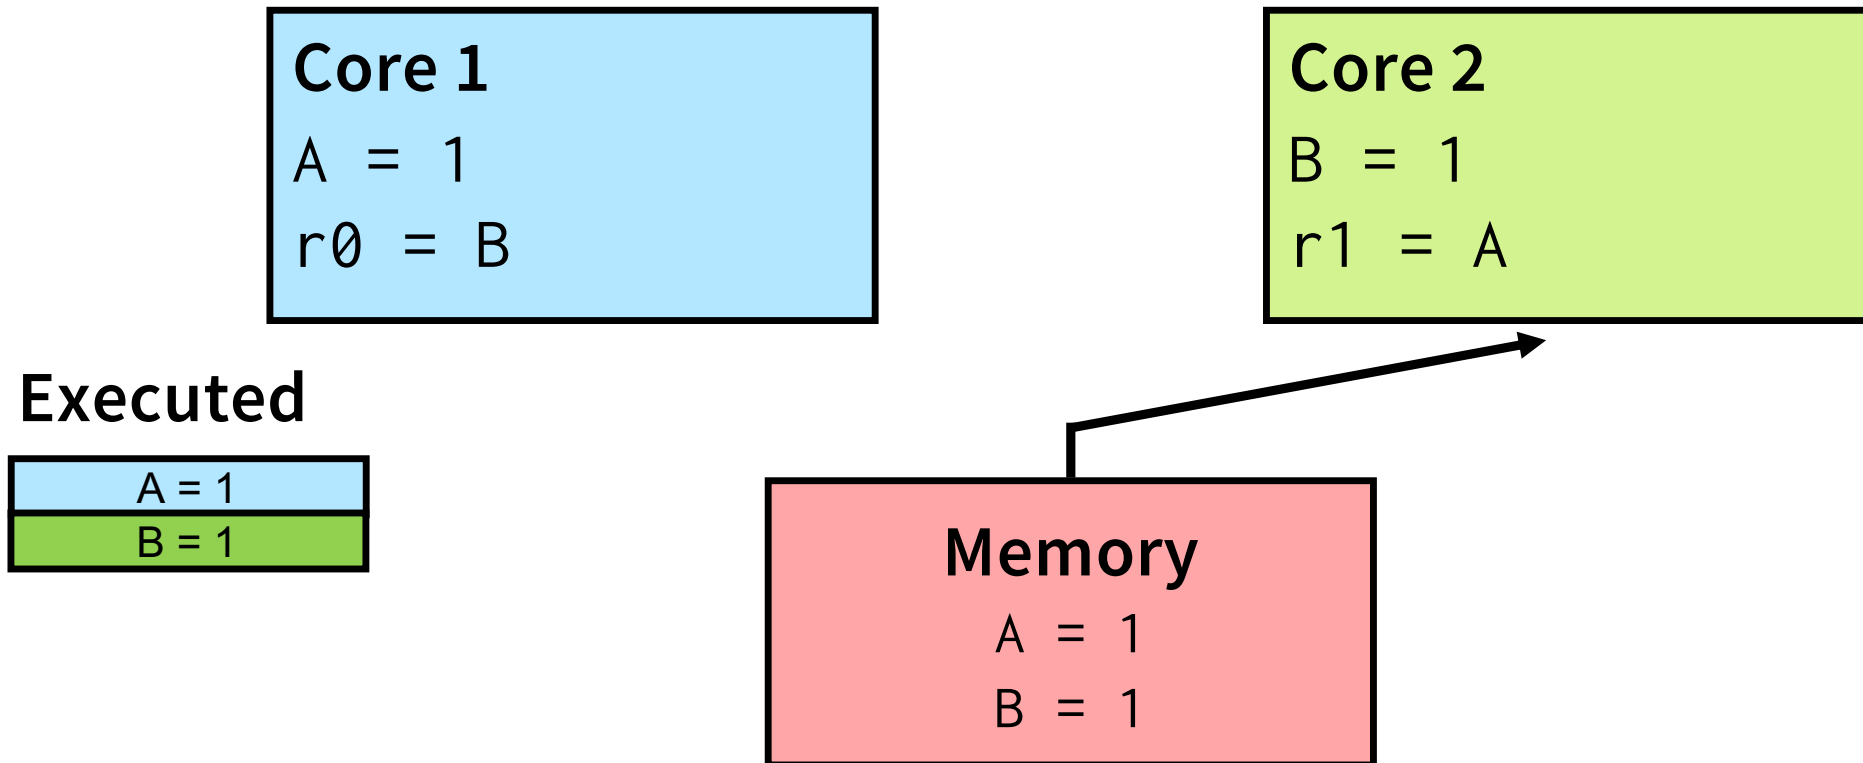 Core 1
A = 1
r0 = B
Core 2
B = 1
r1 = A
Executed
A = 1
B = 1
Memory
A = 1
B = 1